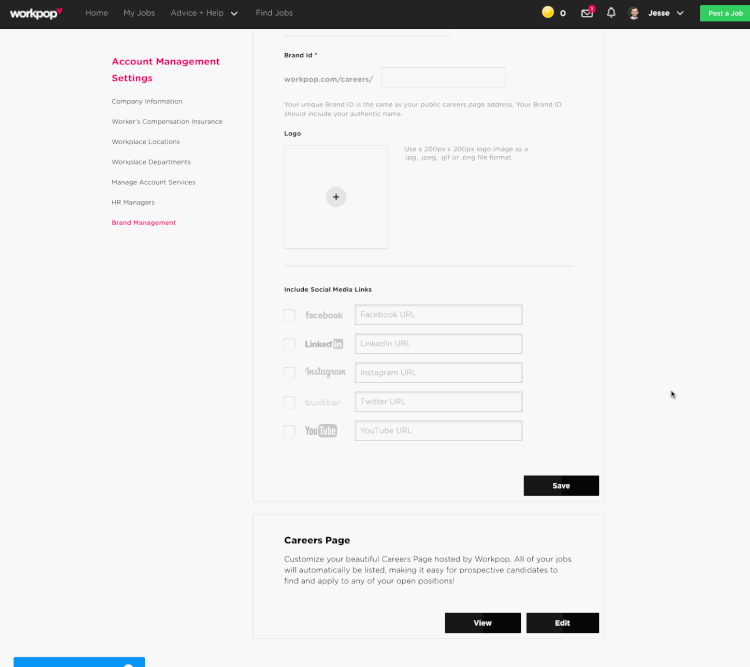 workpop
Home My Jobs Advice + Help Find Jobs 0 1 Jesse Post a Job
Account Management
Settings
Company Information
Worker's Compensation Insurance
Workplace Locations
Workplace Departments
Manage Account Services
HR Managers
Brand Management
Brand Id *
workpop.com/careers/
Your unique Brand ID is the same as your public careers page address. Your Brand ID
should include your authentic name.
Logo
Use a 200px x 200px logo image as a
.jpg, .jpeg, .gif or .png file format.
+
Include Social Media Links
facebook Facebook URL
Linked in LinkedIn URL
Instagram Instagram URL
twitter Twitter URL
YouTube YouTube URL
Save
Careers Page
Customize your beautiful Careers Page hosted by Workpop. All of your jobs
will automatically be listed, making it easy for prospective candidates to
find and apply to any of your open positions!
View Edit